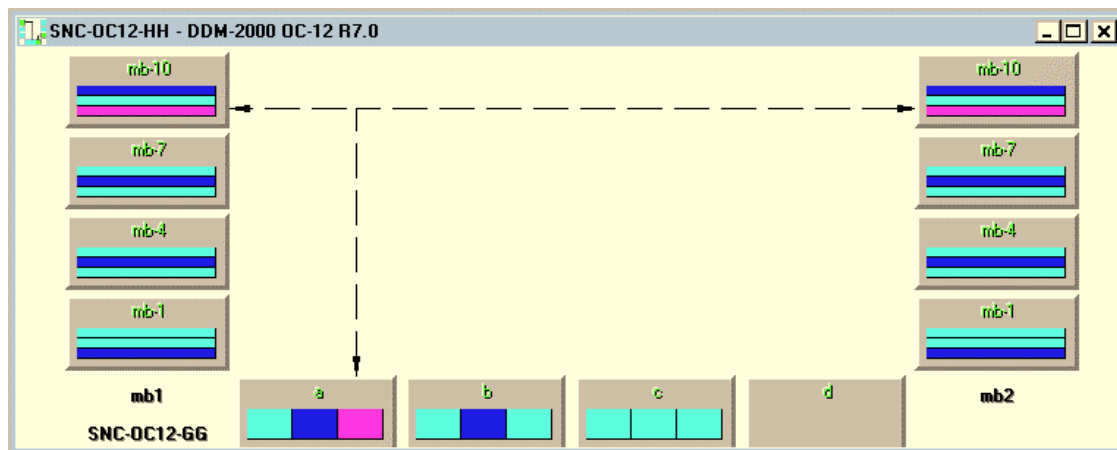 SNC-OC12-HH - DDM-2000 OC-12 R7.0
mb-10 mb-10
mb-7 mb-7
mb-4 mb-4
mb-1 mb-1
mb1 a b c d mb2
SNC-OC12-GG